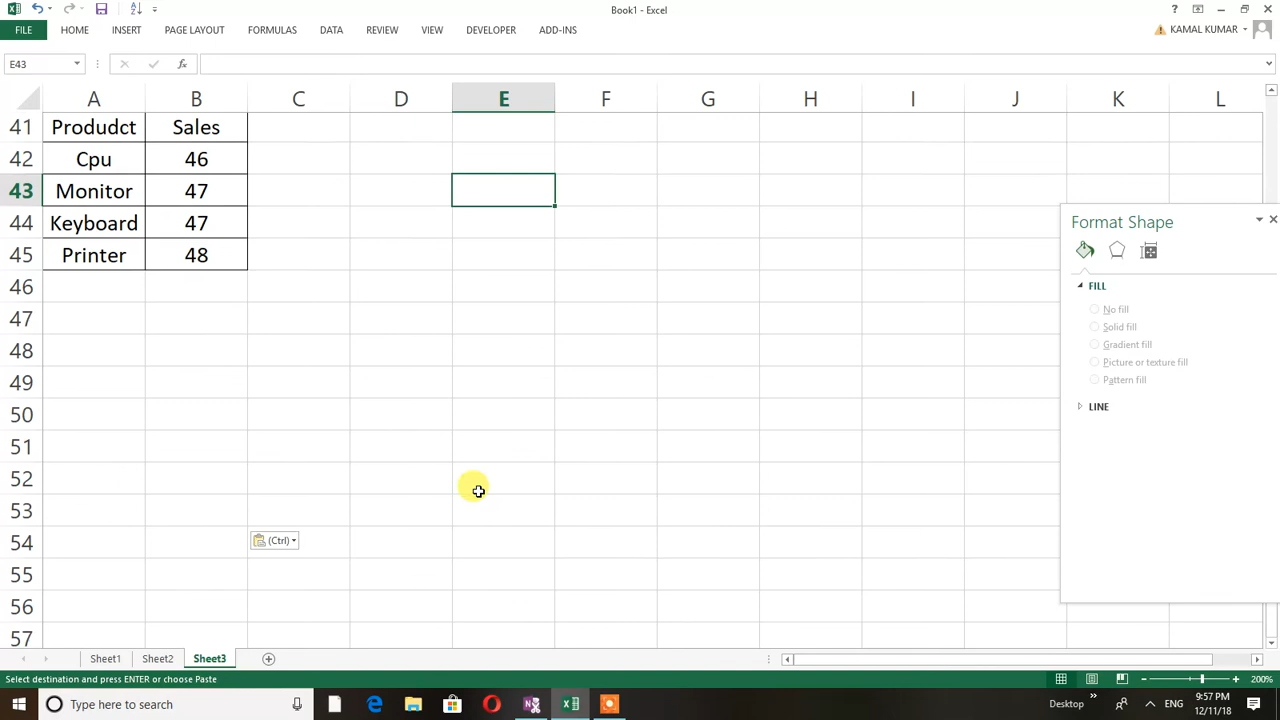 Book1 - Excel
FILE HOME INSERT PAGE LAYOUT FORMULAS DATA REVIEW VIEW DEVELOPER ADD-INS KAMAL KUMAR
E43 fx
A B C D E F G H I J K L
41 Produdct Sales
42 Cpu 46
43 Monitor 47
44 Keyboard 47
45 Printer 48
46
47
48
49
50
51
52
53
54 (Ctrl)
55
56
57
Format Shape
FILL
No fill
Solid fill
Gradient fill
Picture or texture fill
Pattern fill
LINE
Sheet1 Sheet2 Sheet3
Select destination and press ENTER or choose Paste 200%
Type here to search Desktop ENG 9:57 PM
12/11/18